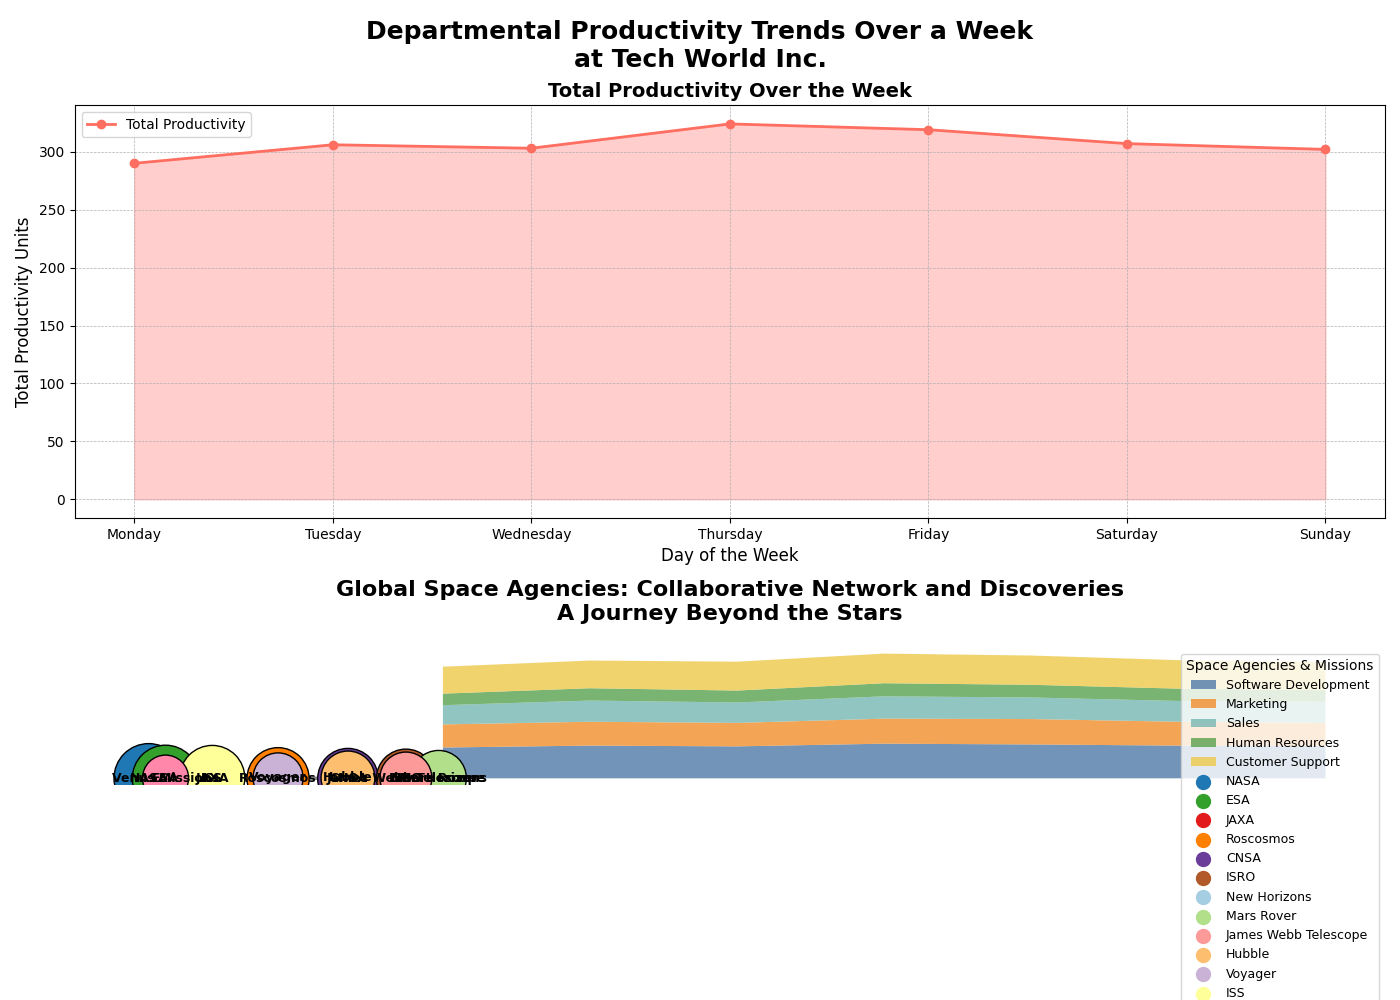 Departmental Productivity Trends Over a Week
at Tech World Inc.
Total Productivity Over the Week
Total Productivity
Total Productivity Units
300
250
200
150
100
50
0
Monday Tuesday Wednesday Thursday Friday Saturday Sunday
Day of the Week
Global Space Agencies: Collaborative Network and Discoveries
A Journey Beyond the Stars
Space Agencies & Missions
Software Development
Marketing
Sales
Human Resources
Customer Support
NASA
ESA
JAXA
Roscosmos
CNSA
ISRO
New Horizons
Mars Rover
James Webb Telescope
Hubble
Voyager
ISS
Voyager
Hubble